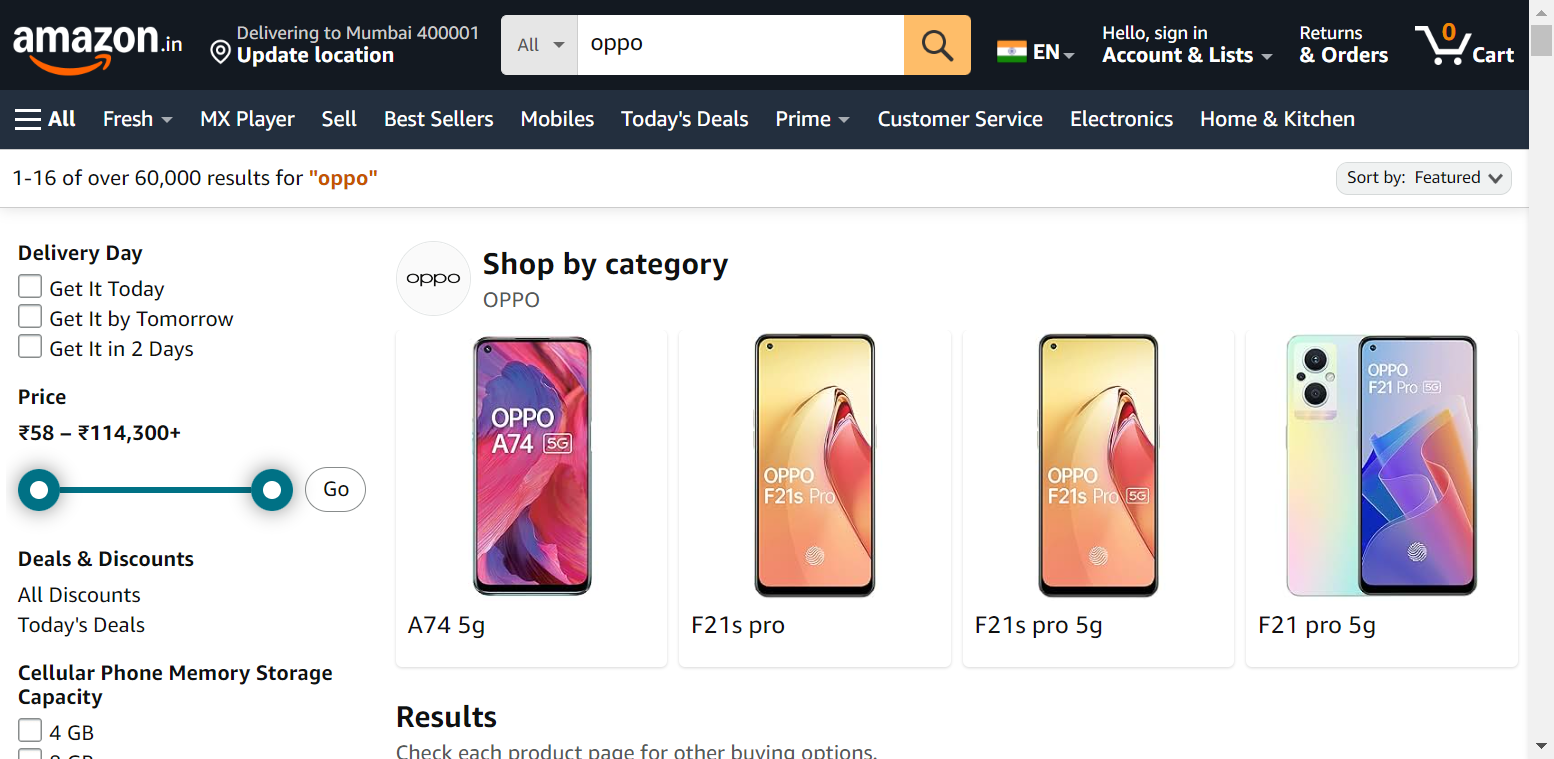 amazon.in
Delivering to Mumbai 400001
Update location
All
oppo
EN
Hello, sign in
Account & Lists
Returns
& Orders
0
Cart
All
Fresh
MX Player
Sell
Best Sellers
Mobiles
Today's Deals
Prime
Customer Service
Electronics
Home & Kitchen
1-16 of over 60,000 results for "oppo"
Sort by: Featured
Delivery Day
Get It Today
Get It by Tomorrow
Get It in 2 Days
Price
₹58 – ₹114,300+
Go
Deals & Discounts
All Discounts
Today's Deals
Cellular Phone Memory Storage
Capacity
4 GB
oppo
Shop by category
OPPO
OPPO
A74 5G
A74 5g
OPPO
F21s Pro
F21s pro
OPPO
F21s Pro 5G
F21s pro 5g
OPPO
F21 Pro 5G
F21 pro 5g
Results
Check each product page for other buying options.